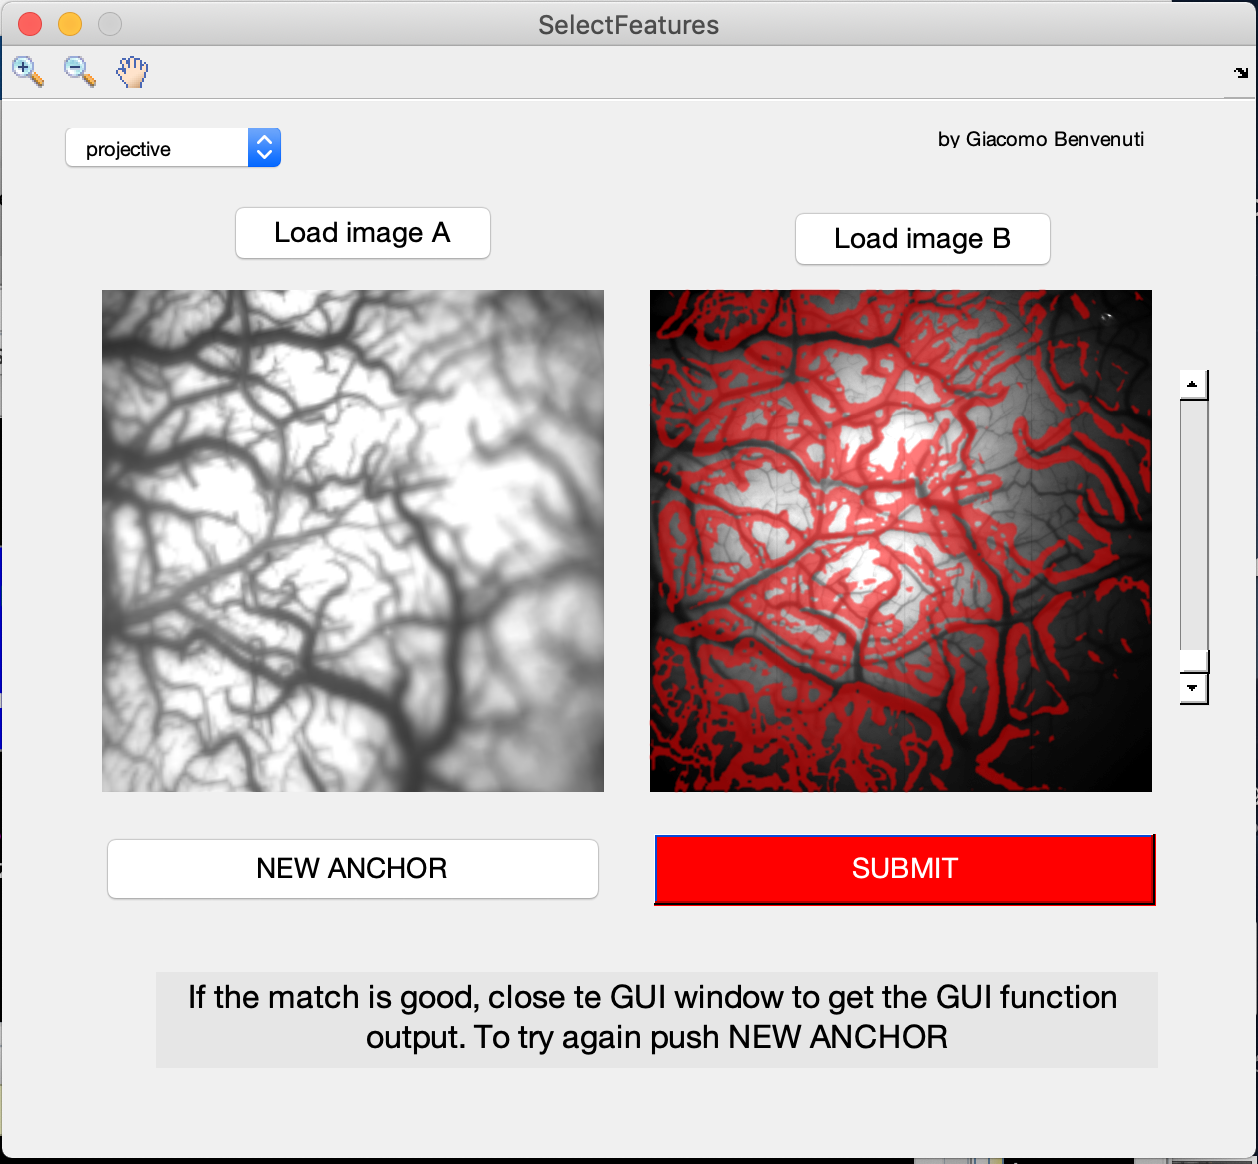 SelectFeatures
projective
by Giacomo Benvenuti
Load image A
Load image B
NEW ANCHOR
SUBMIT
If the match is good, close te GUI window to get the GUI function
output. To try again push NEW ANCHOR